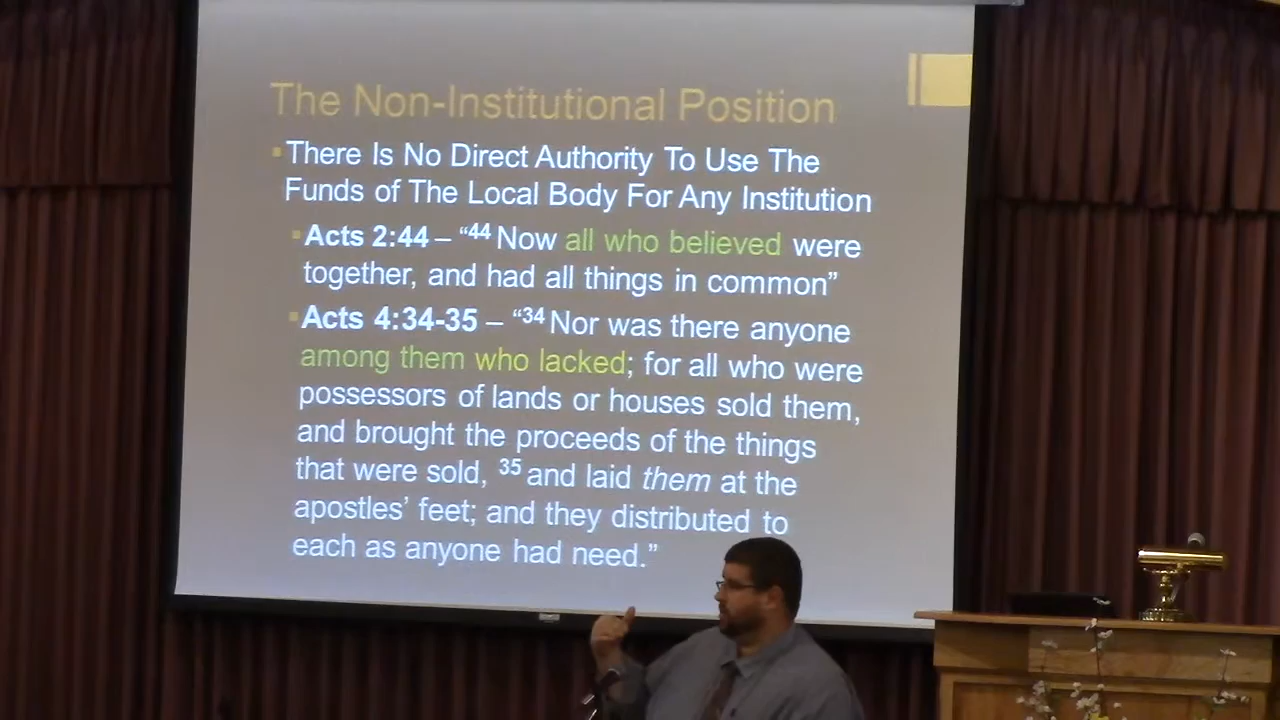 The Non-Institutional Position
There Is No Direct Authority To Use The
Funds of The Local Body For Any Institution
Acts 2:44 – “44 Now all who believed were
together, and had all things in common”
Acts 4:34-35 – “34 Nor was there anyone
among them who lacked; for all who were
possessors of lands or houses sold them,
and brought the proceeds of the things
that were sold, 35 and laid them at the
apostles’ feet; and they distributed to
each as anyone had need.”